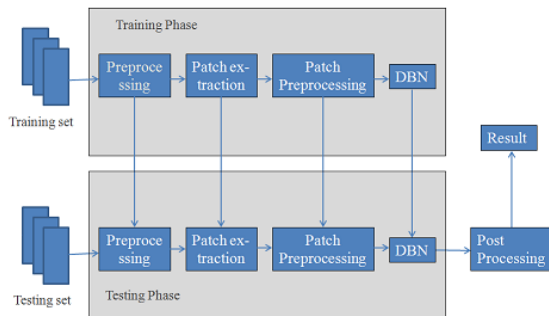 Training Phase
Preproce
ssing
Patch ex-
traction
Patch
Preprocessing
DBN
Training set
Result
Preproce
ssing
Patch ex-
traction
Patch
Preprocessing
DBN
Post
Processing
Testing set
Testing Phase